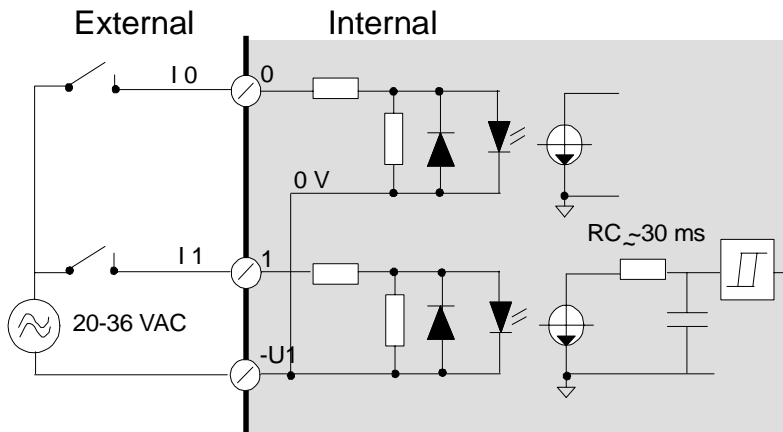 External
Internal
I 0
0
0 V
I 1
1
RC ~30 ms
20-36 VAC
-U1